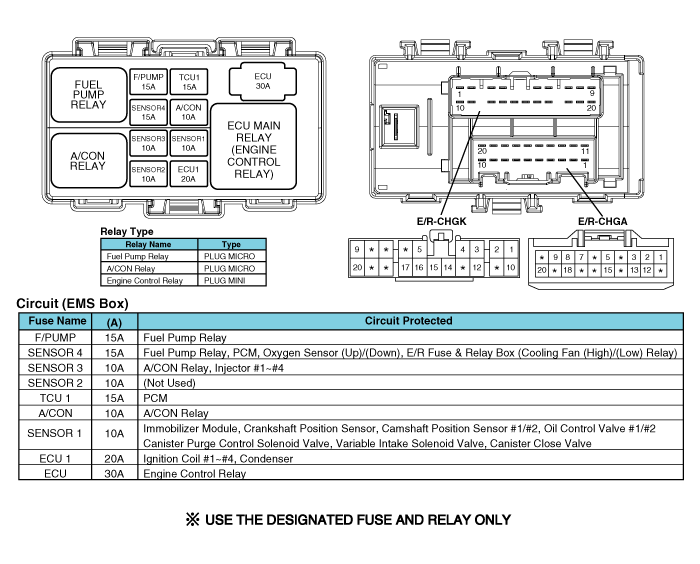 FUEL
PUMP
RELAY
F/PUMP
15A
TCU1
15A
ECU
30A
SENSOR4
15A
A/CON
10A
A/CON
RELAY
SENSOR3
10A
SENSOR1
10A
SENSOR2
10A
ECU1
20A
ECU MAIN
RELAY
(ENGINE
CONTROL
RELAY)
1 9
10 20
20 11
10 1
E/R-CHGK
E/R-CHGA
9 * * * 5 4 3 2 1
20 * * 17 16 15 14 * 12 * 10
* 9 8 7 * 5 * 3 2 1
20 * 18 * * 15 * 13 12 *
Relay Type
Relay Name Type
Fuel Pump Relay PLUG MICRO
A/CON Relay PLUG MICRO
Engine Control Relay PLUG MINI
Circuit (EMS Box)
Fuse Name (A) Circuit Protected
F/PUMP 15A Fuel Pump Relay
SENSOR 4 15A Fuel Pump Relay, PCM, Oxygen Sensor (Up)/(Down), E/R Fuse & Relay Box (Cooling Fan (High)/(Low) Relay)
SENSOR 3 10A A/CON Relay, Injector #1~#4
SENSOR 2 10A (Not Used)
TCU 1 15A PCM
A/CON 10A A/CON Relay
SENSOR 1 10A Immobilizer Module, Crankshaft Position Sensor, Camshaft Position Sensor #1/#2, Oil Control Valve #1/#2
Canister Purge Control Solenoid Valve, Variable Intake Solenoid Valve, Canister Close Valve
ECU 1 20A Ignition Coil #1~#4, Condenser
ECU 30A Engine Control Relay
※ USE THE DESIGNATED FUSE AND RELAY ONLY